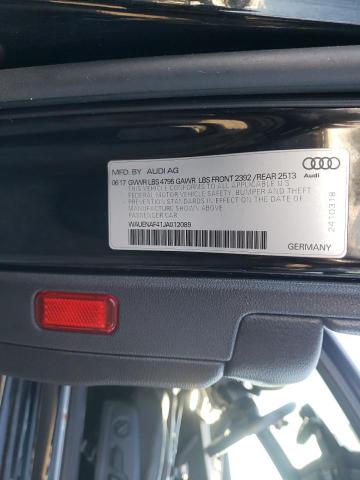 MFD. BY AUDI AG
06·17 GVWR LBS 4795 GAWR LBS FRONT 2392 / REAR 2513
THIS VEHICLE CONFORMS TO ALL APPLICABLE U.S.
FEDERAL MOTOR VEHICLE SAFETY, BUMPER AND THEFT
PREVENTION STANDARDS IN EFFECT ON THE DATE OF
MANUFACTURE SHOWN ABOVE.
PASSENGER CAR
WAUENAF41JA012089
Audi
2410318
GERMANY